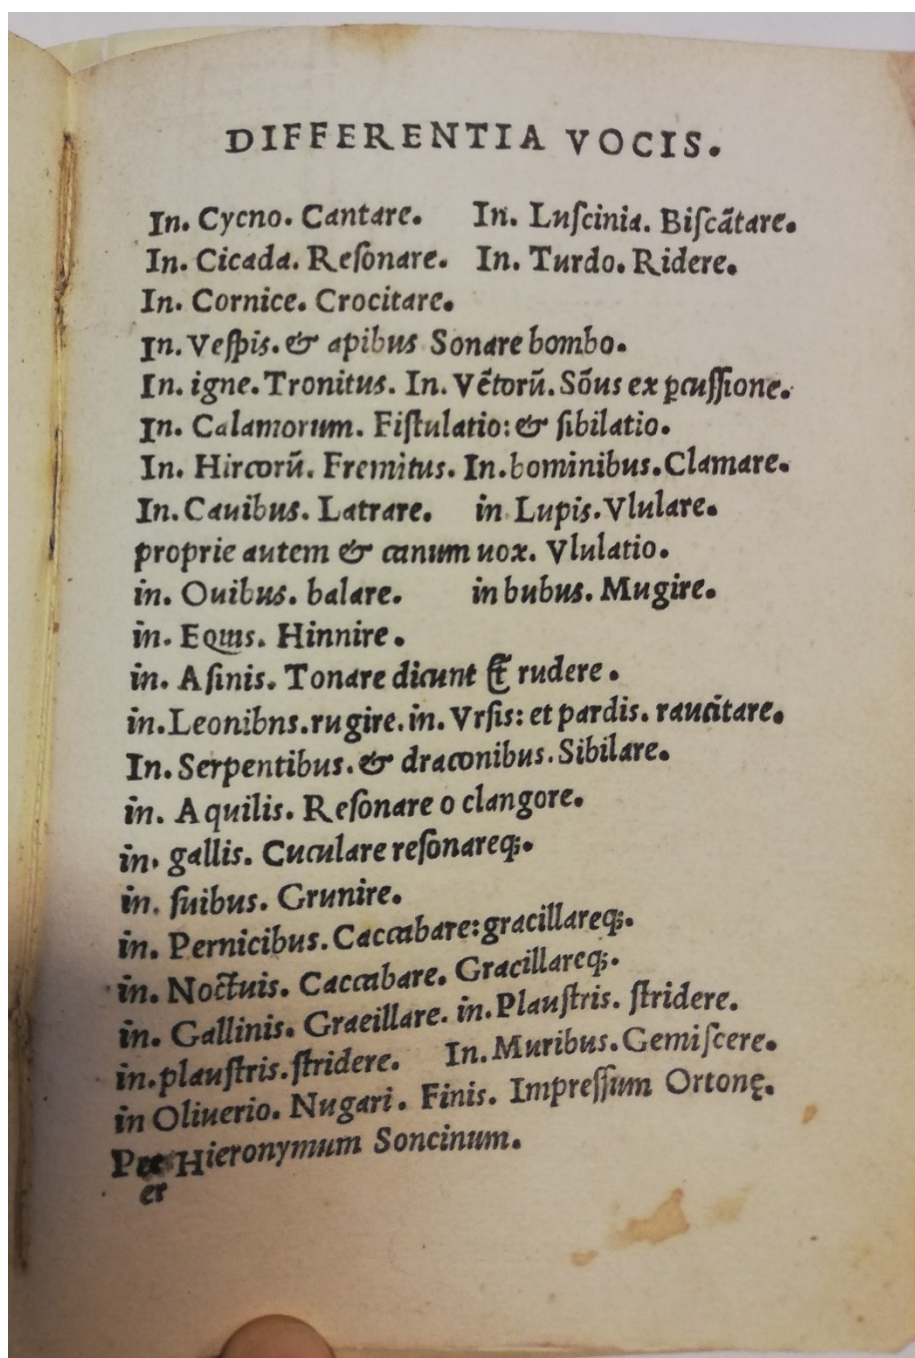 DIFFERENTIA VOCIS.
In. Cycno. Cantare. In. Luſcinia. Biſcãtare.
In. Cicada. Reſonare. In. Turdo. Ridere.
In. Cornice. Crocitare.
In. Veſpis. & apibus Sonare bombo.
In. igne. Tronitus. In. Vẽtorũ. Sõus ex ꝑcuſſione.
In. Calamorum. Fiſtulatio: & ſibilatio.
In. Hircorũ. Fremitus. In. bominibus. Clamare.
In. Cauibus. Latrare. in Lupis. Vlulare.
proprie autem & canum uox. Vlulatio.
in. Ouibus. balare. in bubus. Mugire.
in. Equis. Hinnire.
in. Aſinis. Tonare dicunt & rudere.
in. Leonibns. rugire. in. Vrſis: et pardis. raucitare.
In. Serpentibus. & draconibus. Sibilare.
in. Aquilis. Reſonare o clangore.
in. gallis. Cuculare reſonareq;.
in. ſuibus. Grunire.
in. Pernicibus. Caccabare: gracillareq;.
in. Noctuis. Caccabare. Gracillareq;.
in. Gallinis. Graeillare. in. Plauſtris. ſtridere.
in. plauſtris. ſtridere. In. Muribus. Gemiſcere.
in Oliuerio. Nugari. Finis. Impreſſum Ortonę.
Per Hieronymum Soncinum.
er